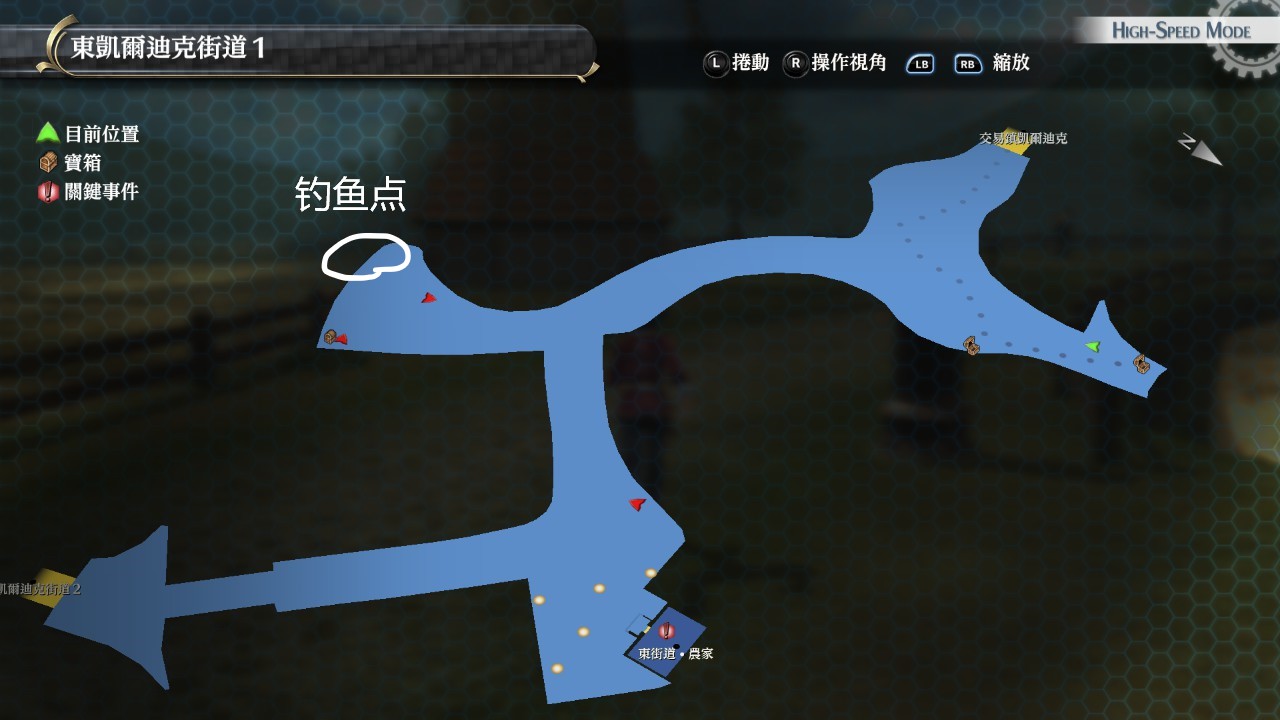 東凱爾迪克街道1
HIGH-SPEED MODE
L 捲動 R 操作視角 LB RB 縮放
目前位置
寶箱
關鍵事件
交易鎮凱爾迪克
N
钓鱼点
凱爾迪克街道2
東街道・農家